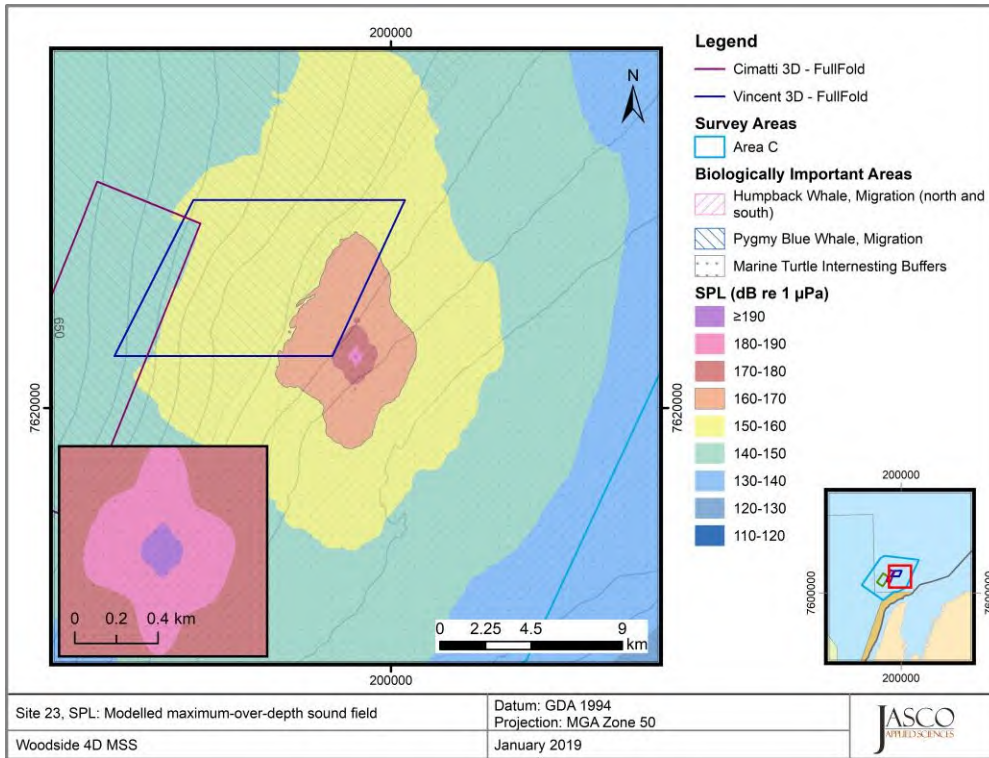 200000
N
7620000
7620000
650
0 0.2 0.4 km
0 2.25 4.5 9
km
200000
Legend
Cimatti 3D - FullFold
Vincent 3D - FullFold
Survey Areas
Area C
Biologically Important Areas
Humpback Whale, Migration (north and
south)
Pygmy Blue Whale, Migration
Marine Turtle Internesting Buffers
SPL (dB re 1 µPa)
≥190
180-190
170-180
160-170
150-160
140-150
130-140
120-130
110-120
200000
7600000
7600000
200000
Site 23, SPL: Modelled maximum-over-depth sound field
Woodside 4D MSS
Datum: GDA 1994
Projection: MGA Zone 50
January 2019
JASCO
APPLIED SCIENCES